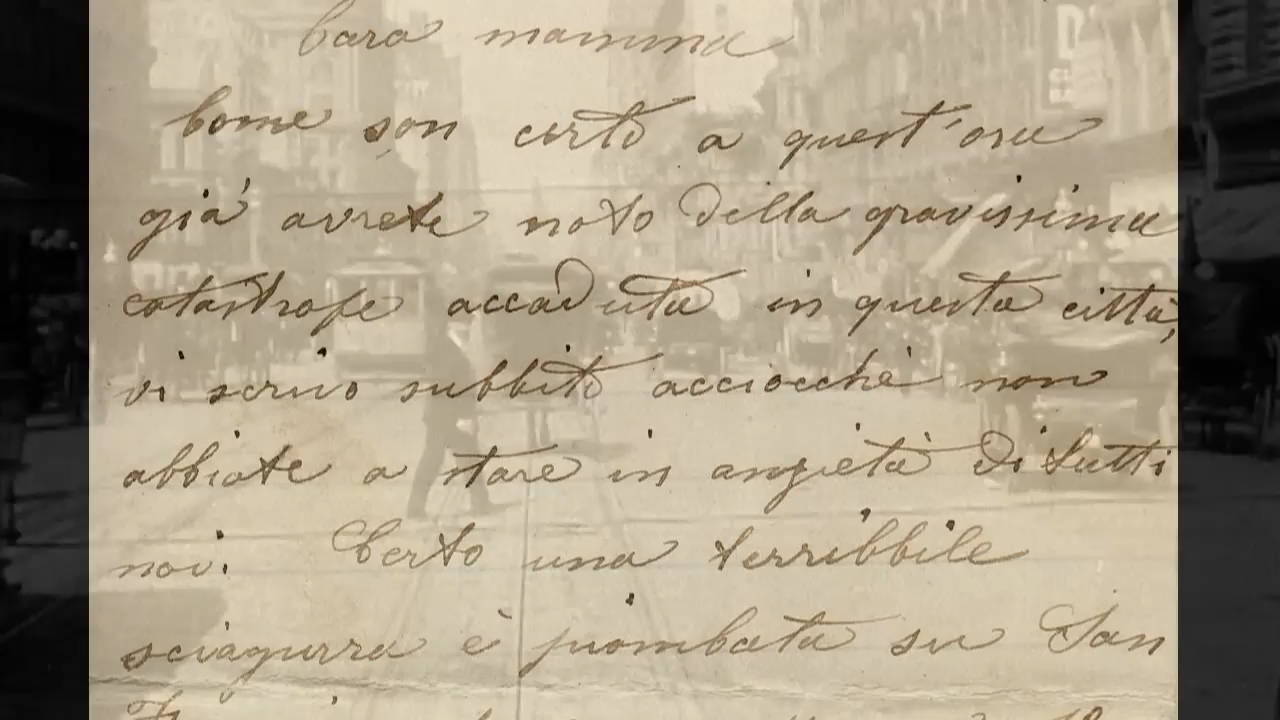 Cara mamma
Come son certo a quest'ora
già avrete noto della gravissima
catastrofe accaduta in questa città,
vi scrivo subbito acciocchè non
abbiate a stare in ansietà di tutti
noi. Certo una terribbile
sciagurra è piombata su San